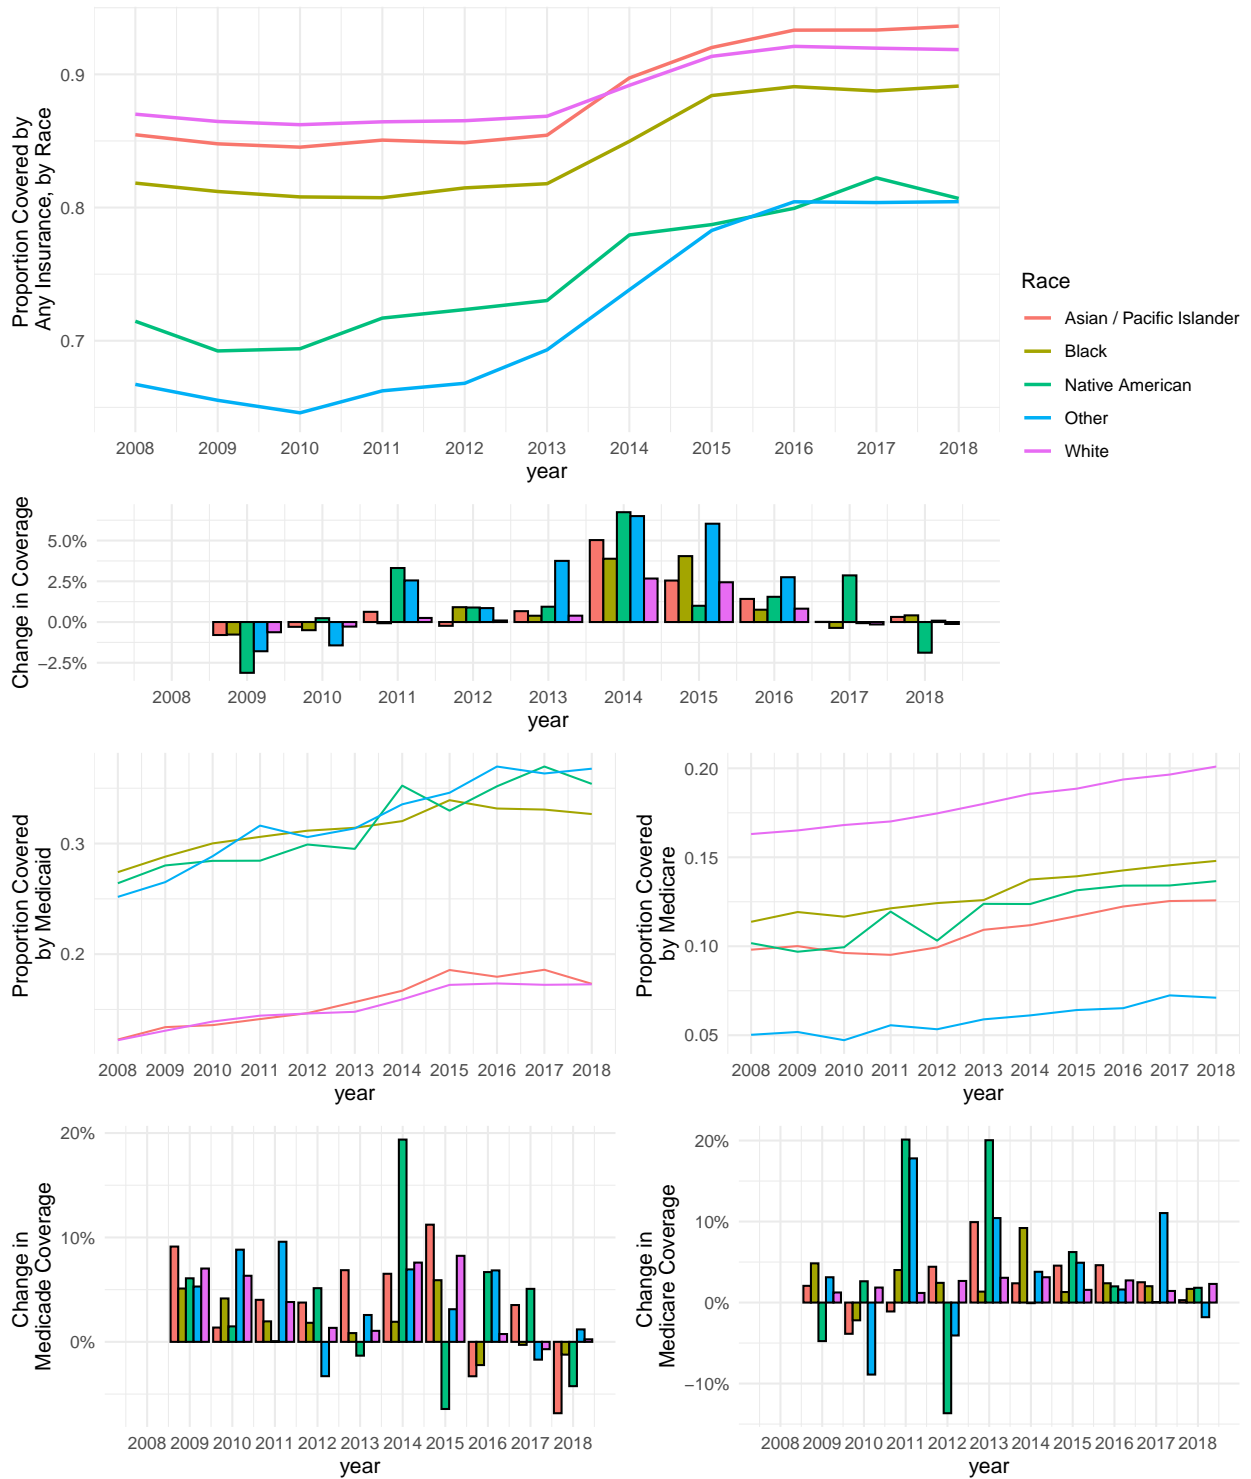 Proportion Covered by
Any Insurance, by Race
0.9
0.8
0.7
2008 2009 2010 2011 2012 2013 2014 2015 2016 2017 2018
year
Race
Asian / Pacific Islander
Black
Native American
Other
White
Change in Coverage
5.0%
2.5%
0.0%
−2.5%
2008 2009 2010 2011 2012 2013 2014 2015 2016 2017 2018
year
Proportion Covered
by Medicaid
0.3
0.2
2008 2009 2010 2011 2012 2013 2014 2015 2016 2017 2018
year
Proportion Covered
by Medicare
0.20
0.15
0.10
0.05
2008 2009 2010 2011 2012 2013 2014 2015 2016 2017 2018
year
Change in
Medicade Coverage
20%
10%
0%
2008 2009 2010 2011 2012 2013 2014 2015 2016 2017 2018
year
Change in
Medicare Coverage
20%
10%
0%
−10%
2008 2009 2010 2011 2012 2013 2014 2015 2016 2017 2018
year